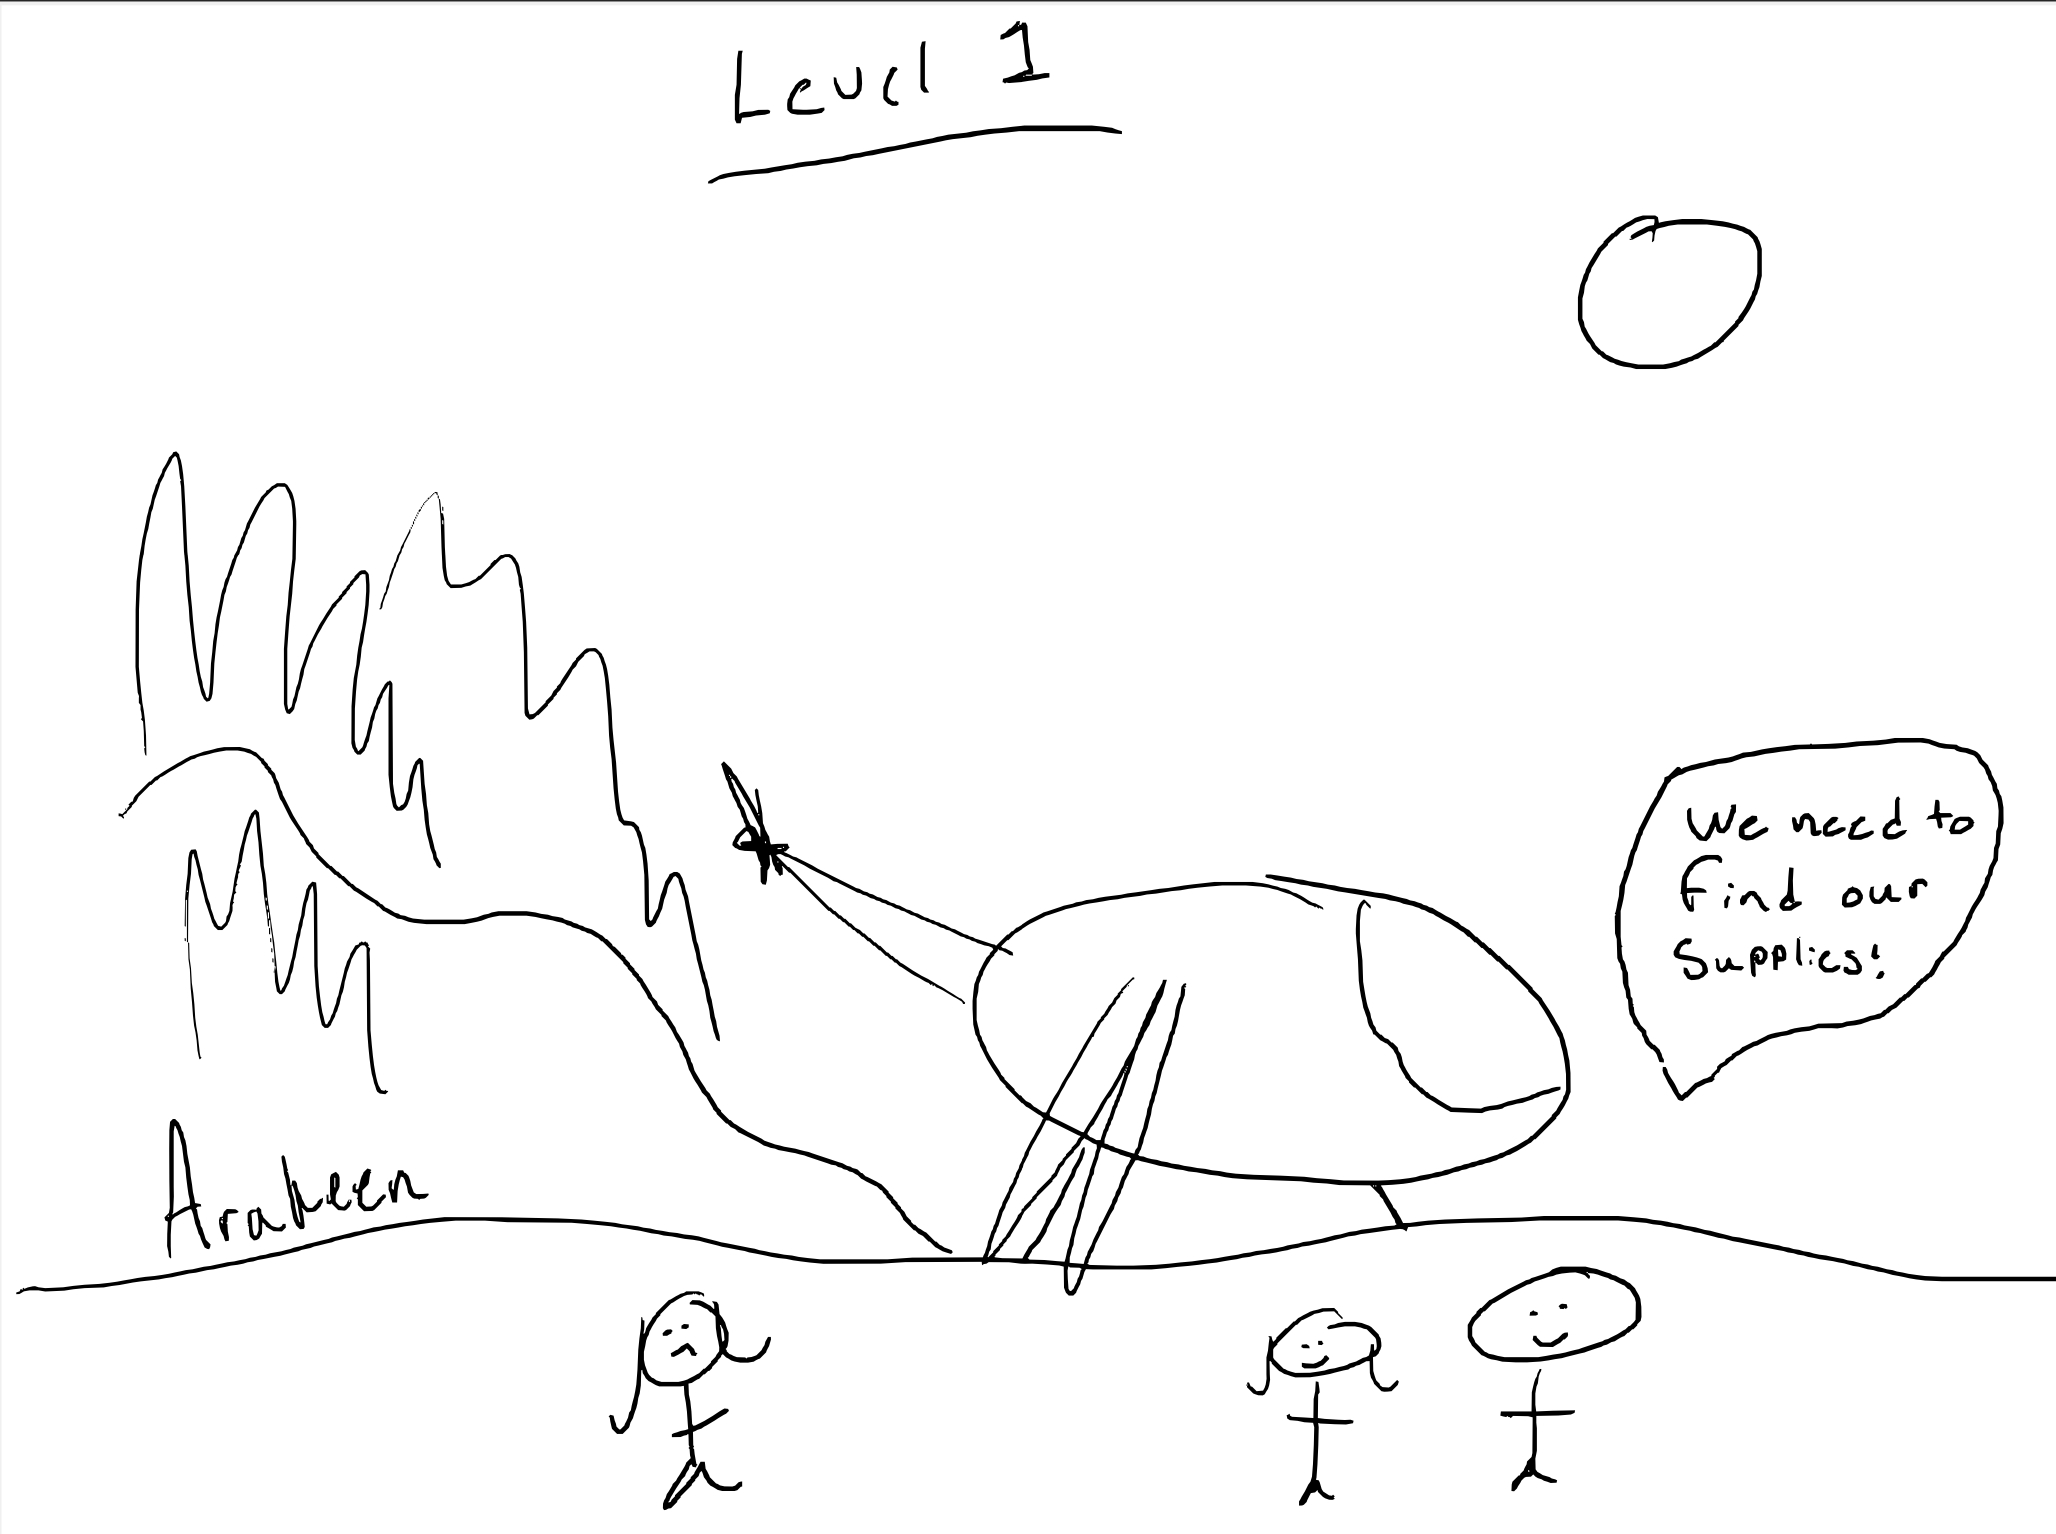 Level 1
We need to
find our
supplies!
Arakeen